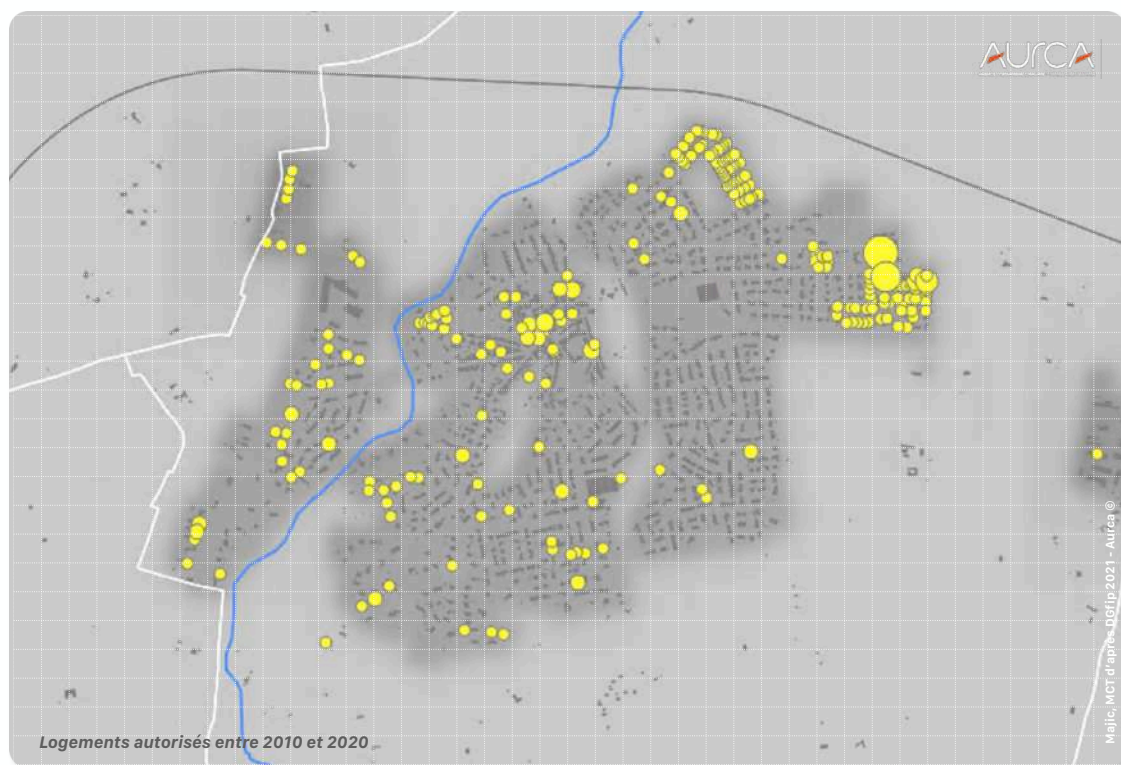 AURCA
Logements autorisés entre 2010 et 2020
Majic, MCT d'après DGfip 2021 - Aurca ©